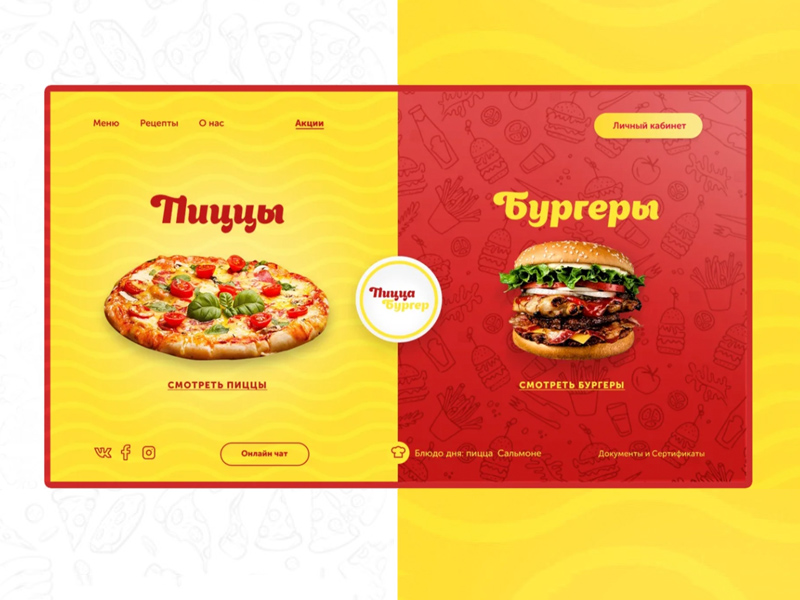 Меню Рецепты О нас Акции Личный кабинет
Пиццы
Бургеры
Пицца
Бургер
СМОТРЕТЬ ПИЦЦЫ
СМОТРЕТЬ БУРГЕРЫ
Онлайн чат
Блюдо дня: пицца Сальмоне
Документы и Сертификаты